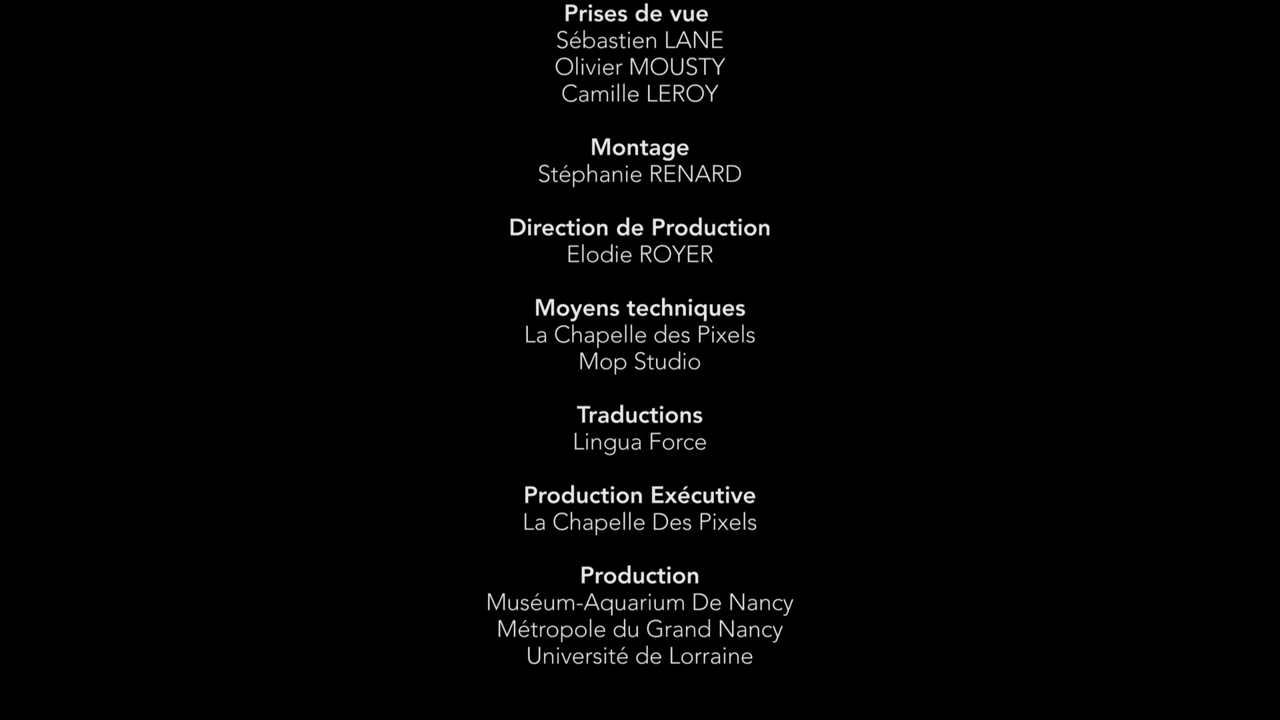 Prises de vue
Sébastien LANE
Olivier MOUSTY
Camille LEROY
Montage
Stéphanie RENARD
Direction de Production
Elodie ROYER
Moyens techniques
La Chapelle des Pixels
Mop Studio
Traductions
Lingua Force
Production Exécutive
La Chapelle Des Pixels
Production
Muséum-Aquarium De Nancy
Métropole du Grand Nancy
Université de Lorraine